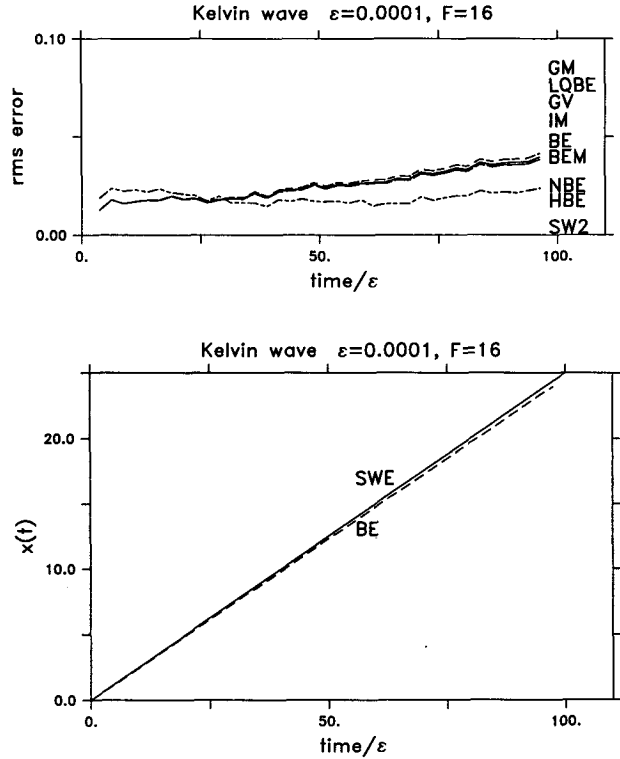 Kelvin wave ε=0.0001, F=16
0.10
rms error
0.00
GM
LQBE
GV
IM
BE
BEM
NBE
HBE
SW2
0. 50. 100.
time/ε
Kelvin wave ε=0.0001, F=16
20.0
x(t)
10.0
0.0
SWE
BE
0. 50. 100.
time/ε